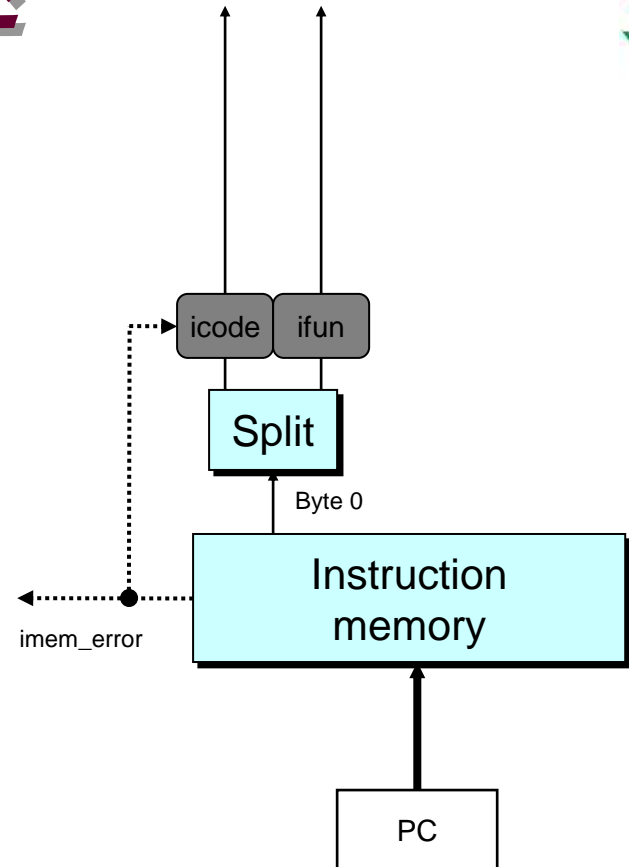 icode
ifun
Split
Byte 0
Instruction
memory
imem_error
PC